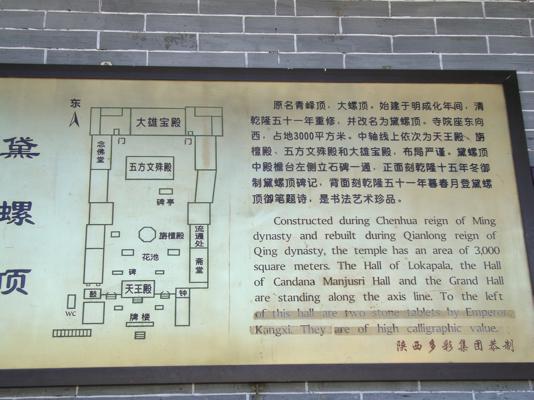 黛螺顶
东
大雄宝殿
门
门
念佛堂
五方文殊殿
碑亭
旃檀殿
流通处
花池
碑
斋堂
鼓
天王殿
钟
WC
牌楼
原名青峰顶，大螺顶。始建于明成化年间，清
乾隆五十一年重修，并改名为黛螺顶。寺院座东向
西，占地3000平方米。中轴线上依次为天王殿、旃
檀殿、五方文殊殿和大雄宝殿，布局严谨。黛螺顶
中殿檐台左侧立石碑一通，正面刻乾隆十五年冬御
制黛螺顶碑记，背面刻乾隆五十一年暮春月登黛螺
顶御笔题诗，是书法艺术珍品。
Constructed during Chenhua reign of Ming
dynasty and rebuilt during Qianlong reign of
Qing dynasty, the temple has an area of 3,000
square meters. The Hall of Lokapala, the Hall
of Candana Manjusri Hall and the Grand Hall
are standing along the axis line. To the left
of this hall are two stone tablets by Emperor
Kangxi. They are of high calligraphic value.
陕西多彩集团恭制